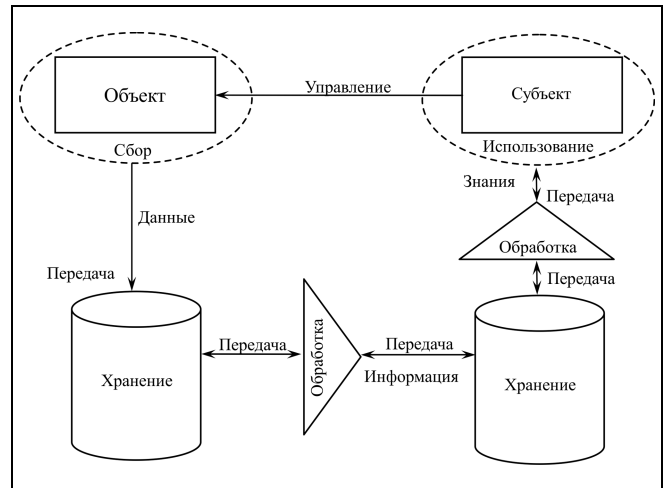 Управление
Объект
Субъект
Сбор
Использование
Знания
Передача
Данные
Обработка
Передача
Передача
Передача
Обработка
Передача
Хранение
Информация
Хранение